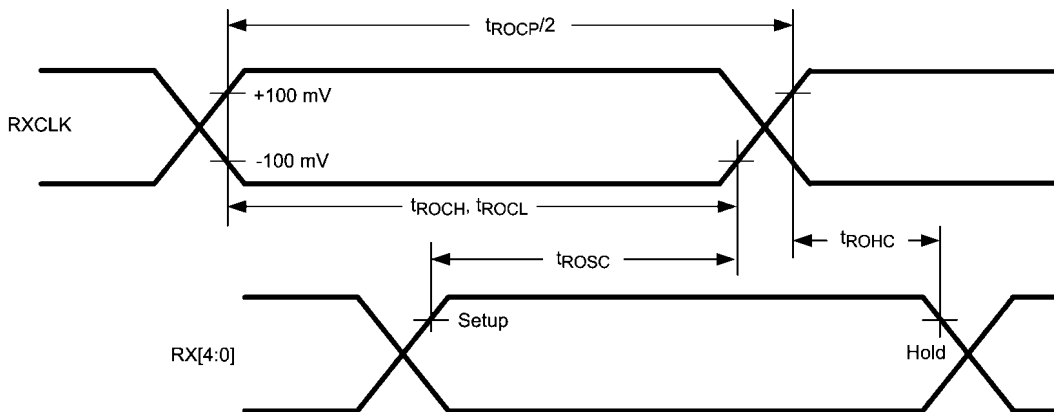 tROCP/2
+100 mV
RXCLK
-100 mV
tROCH, tROCL
tROHC
tROSC
Setup
RX[4:0]
Hold